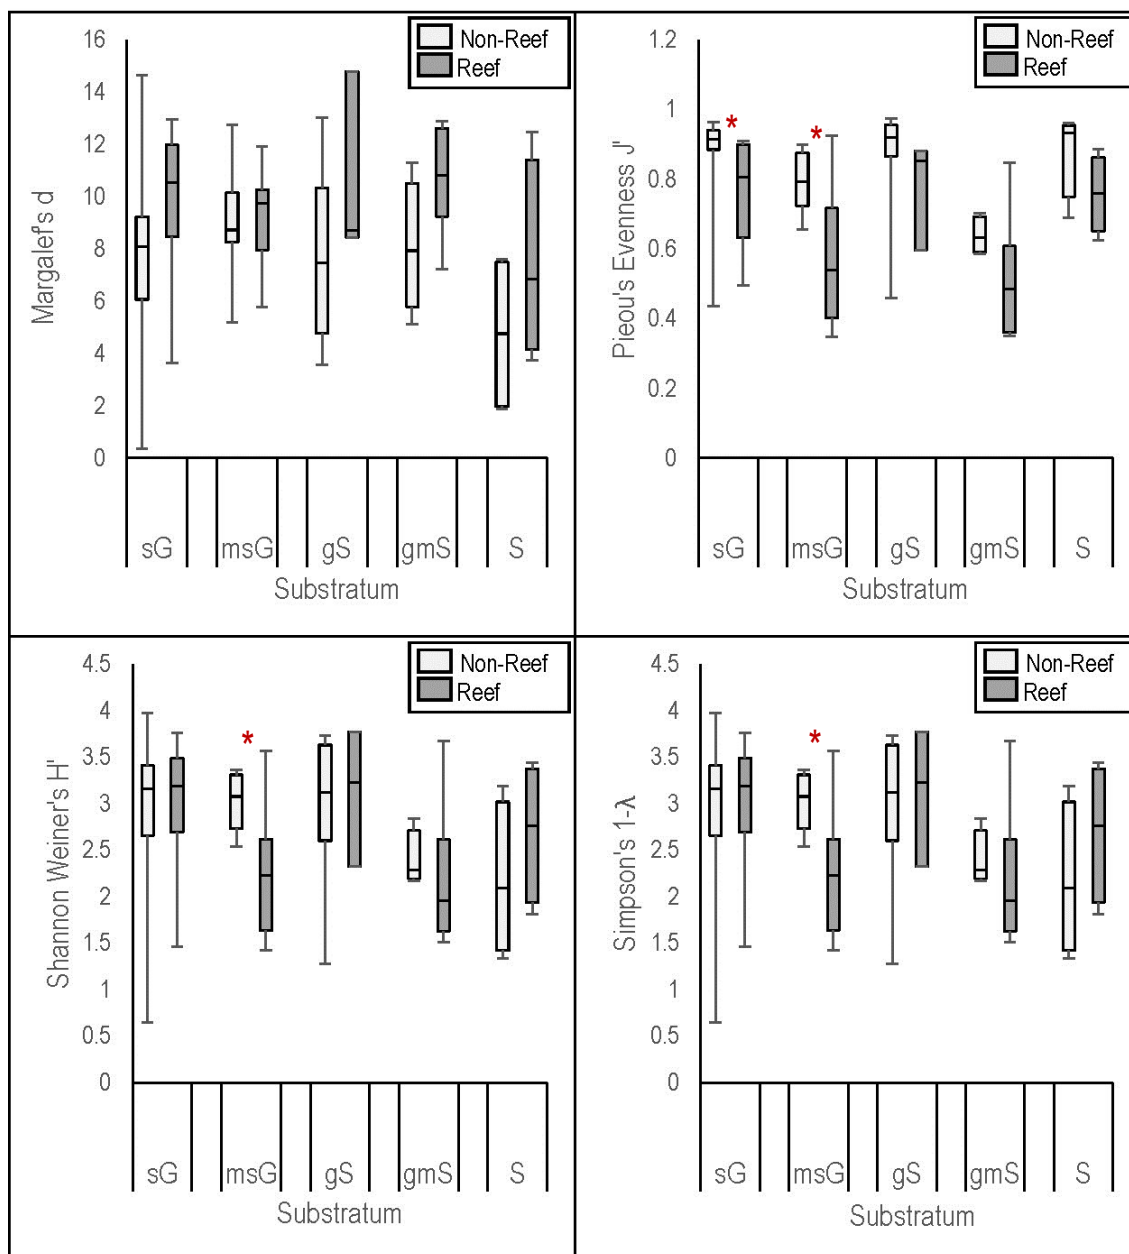 16
14
12
10
8
6
4
2
0
Margalef's d
Non-Reef
Reef
sG msG gS gmS S
Substratum
1.2
1
0.8
0.6
0.4
0.2
0
Pieou's Evenness J'
Non-Reef
Reef
*
*
sG msG gS gmS S
Substratum
4.5
4
3.5
3
2.5
2
1.5
1
0.5
0
Shannon Weiner's H'
Non-Reef
Reef
*
sG msG gS gmS S
Substratum
4.5
4
3.5
3
2.5
2
1.5
1
0.5
0
Simpson's 1-λ
Non-Reef
Reef
*
sG msG gS gmS S
Substratum